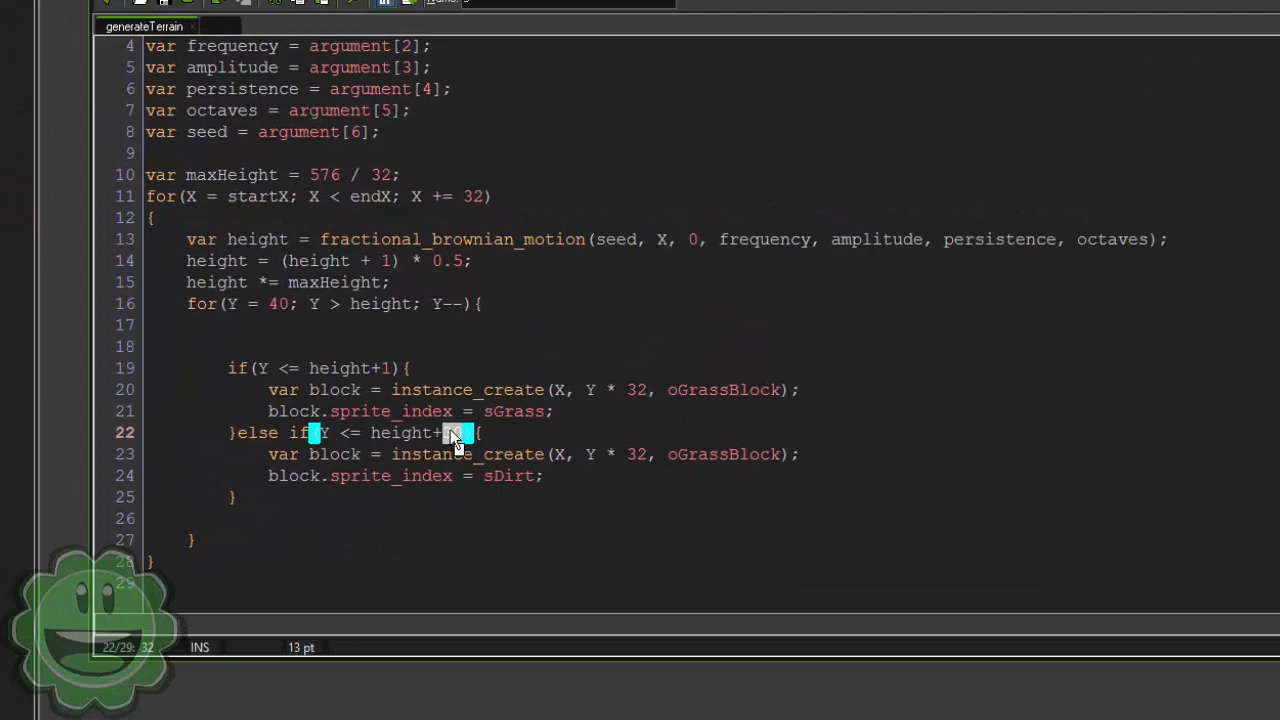 generateTerrain
4 var frequency = argument[2];
5 var amplitude = argument[3];
6 var persistence = argument[4];
7 var octaves = argument[5];
8 var seed = argument[6];
9
10 var maxHeight = 576 / 32;
11 for(X = startX; X < endX; X += 32)
12 {
13 var height = fractional_brownian_motion(seed, X, 0, frequency, amplitude, persistence, octaves);
14 height = (height + 1) * 0.5;
15 height *= maxHeight;
16 for(Y = 40; Y > height; Y--){
17
18
19 if(Y <= height+1){
20 var block = instance_create(X, Y * 32, oGrassBlock);
21 block.sprite_index = sGrass;
22 }else if(Y <= height+ ){
23 var block = instance_create(X, Y * 32, oGrassBlock);
24 block.sprite_index = sDirt;
25 }
26
27 }
28 }
29
22/29: 32 INS 13 pt